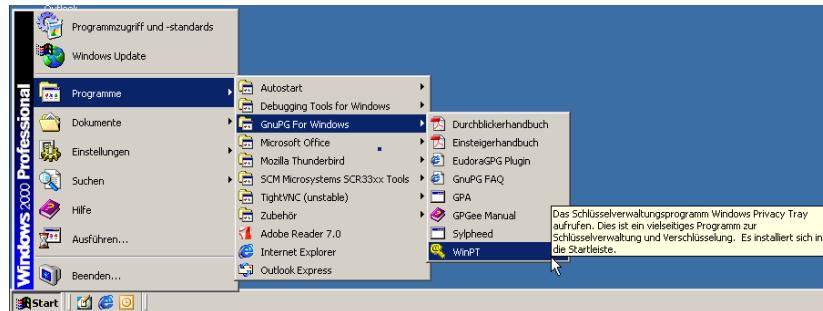 Outlook
Programmzugriff und -standards
Windows Update
Programme
Dokumente
Einstellungen
Suchen
Hilfe
Ausführen...
Beenden...
Windows 2000 Professional
Autostart
Debugging Tools for Windows
GnuPG For Windows
Microsoft Office
Mozilla Thunderbird
SCM Microsystems SCR33xx Tools
TightVNC (unstable)
Zubehör
Adobe Reader 7.0
Internet Explorer
Outlook Express
Durchblickerhandbuch
Einsteigerhandbuch
EudoraGPG Plugin
GnuPG FAQ
GPA
GPGee Manual
Sylpheed
WinPT
Das Schlüsselverwaltungsprogramm Windows Privacy Tray
aufrufen. Dies ist ein vielseitiges Programm zur
Schlüsselverwaltung und Verschlüsselung. Es installiert sich in
die Startleiste.
Start